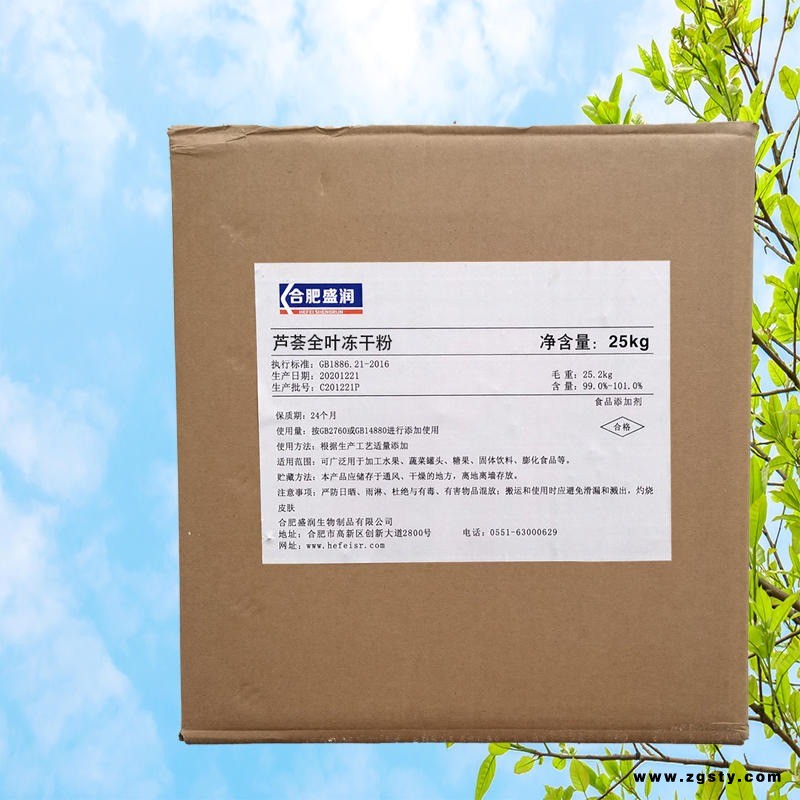 合肥盛润
HEFEI SHENGRUN
芦荟全叶冻干粉 净含量：25kg
执行标准：GB1886.21-2016
生产日期：20201221 毛 重：25.2kg
生产批号：C201221P 含 量：99.0%-101.0%
食品添加剂
保质期：24个月
合格
使用量：按GB2760或GB14880进行添加使用
使用方法：根据生产工艺适量添加
适用范围：可广泛用于加工水果、蔬菜罐头、糖果、固体饮料、膨化食品等。
贮藏方法：本产品应储存于通风、干燥的地方，离地离墙存放。
注意事项：严防日晒、雨淋、杜绝与有毒、有害物品混放；搬运和使用时应避免滑漏和溅出，灼烧
皮肤
合肥盛润生物制品有限公司
地址：合肥市高新区创新大道2800号 电话：0551-63000629
网址：www.hefeisr.com
www.zgsty.com